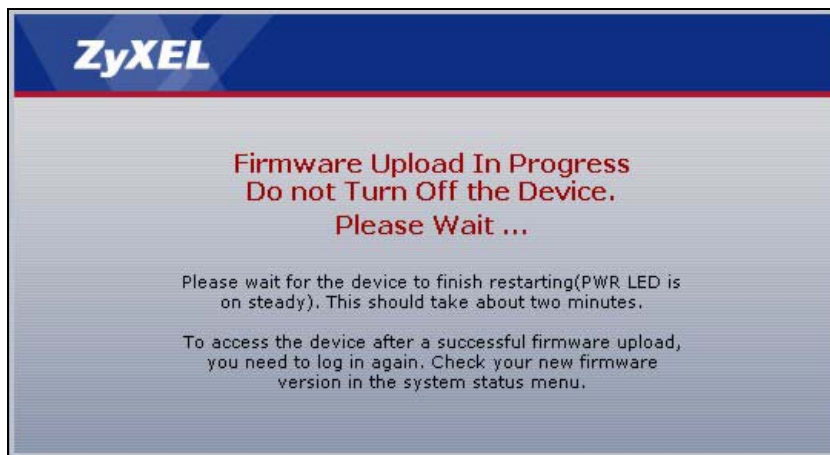 ZyXEL
Firmware Upload In Progress
Do not Turn Off the Device.
Please Wait ...
Please wait for the device to finish restarting(PWR LED is
on steady). This should take about two minutes.
To access the device after a successful firmware upload,
you need to log in again. Check your new firmware
version in the system status menu.